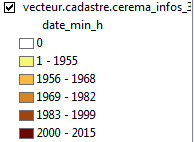 vecteur.cadastre.cerema_infos_3
date_min_h
0
1 - 1955
1956 - 1968
1969 - 1982
1983 - 1999
2000 - 2015